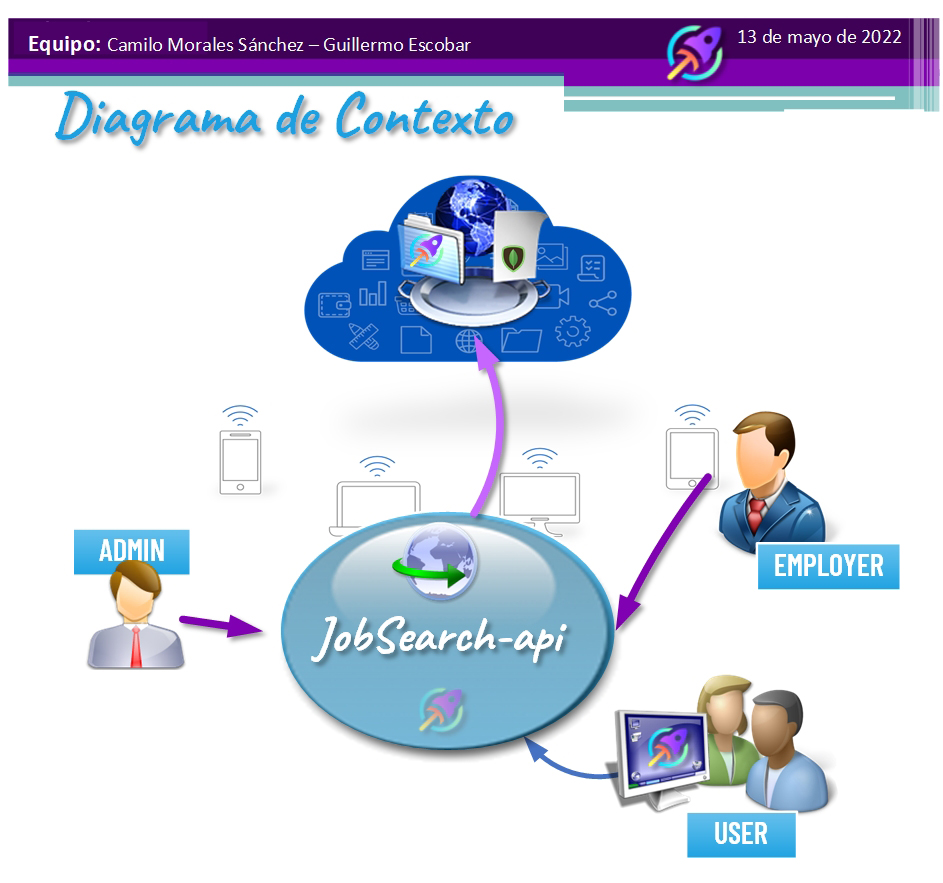 Equipo: Camilo Morales Sánchez – Guillermo Escobar
13 de mayo de 2022
Diagrama de Contexto
ADMIN
EMPLOYER
JobSearch-api
USER